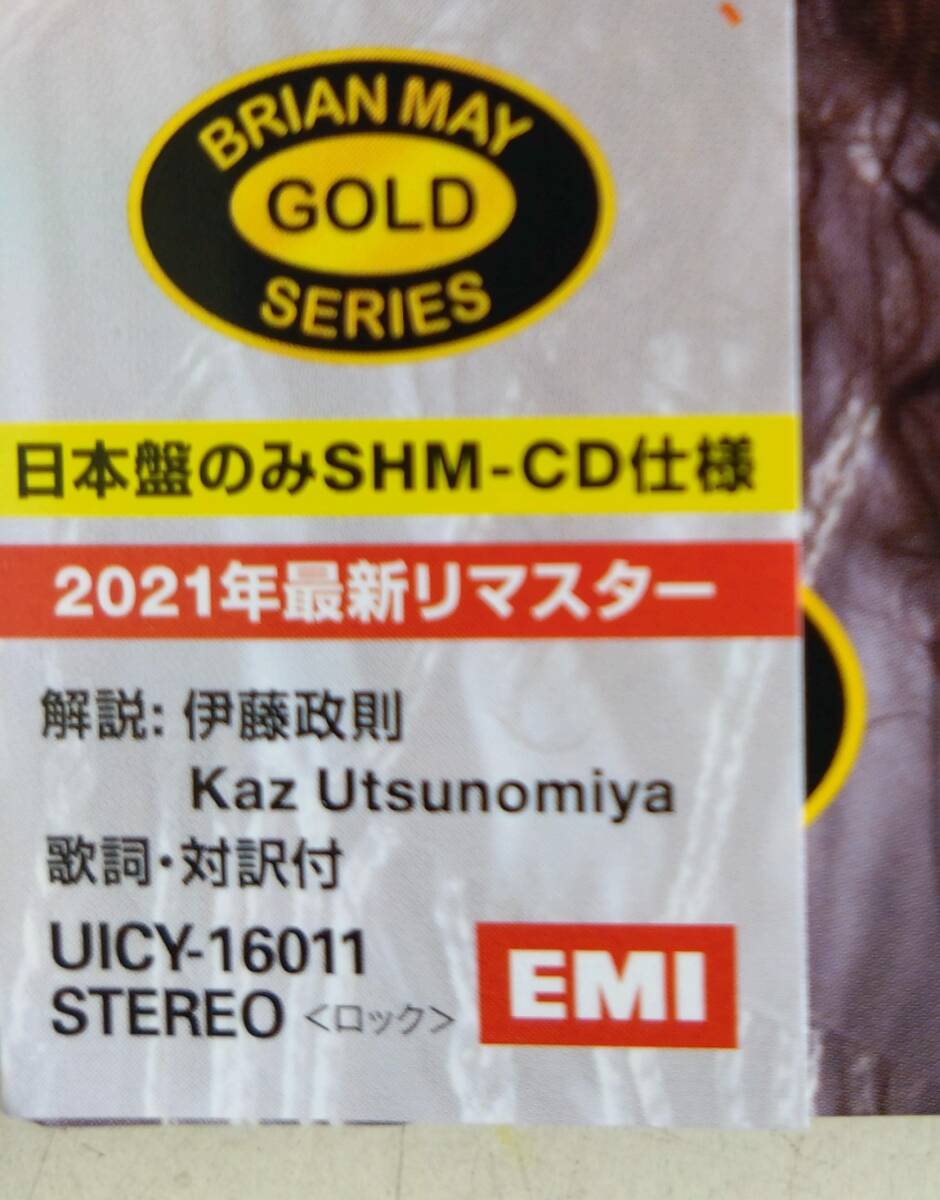 BRIAN MAY
GOLD
SERIES
日本盤のみSHM-CD仕様
2021年最新リマスター
解説: 伊藤政則
Kaz Utsunomiya
歌詞・対訳付
UICY-16011
STEREO <ロック>
EMI